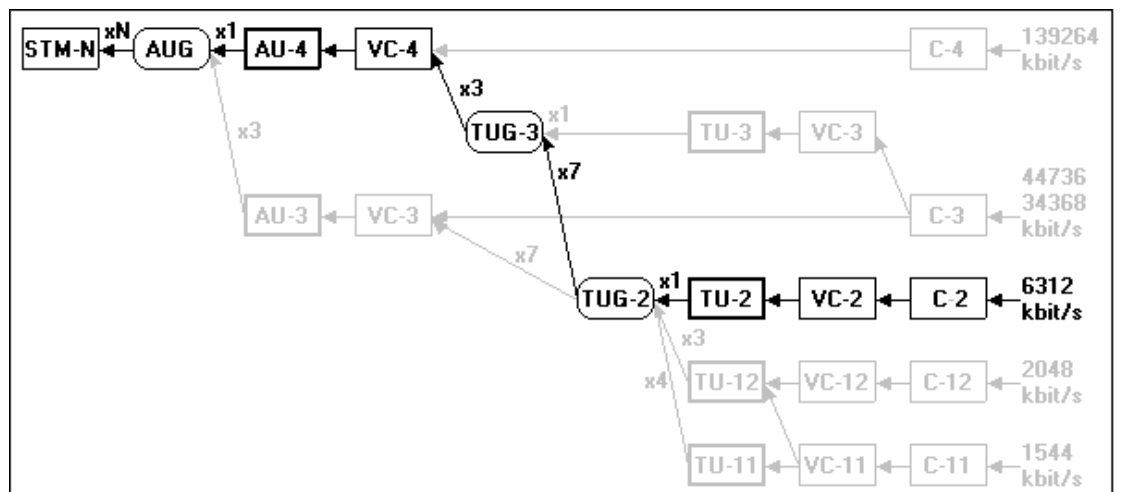 STM-N xN AUG x1 AU-4 VC-4 C-4 139264
kbit/s
x3
x3 TUG-3 x1 TU-3 VC-3
x7
44736
AU-3 VC-3 C-3 34368
kbit/s
x7
TUG-2 x1 TU-2 VC-2 C-2 6312
kbit/s
x3
x4 TU-12 VC-12 C-12 2048
kbit/s
TU-11 VC-11 C-11 1544
kbit/s